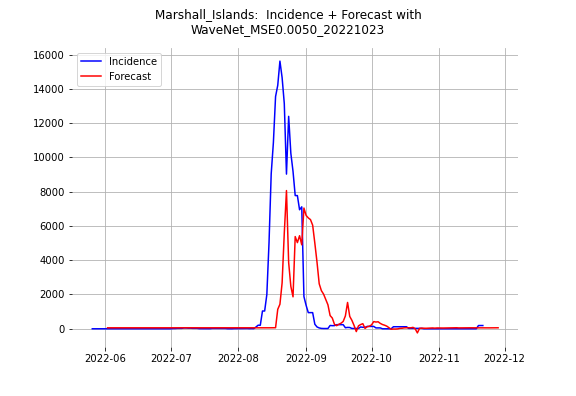 Marshall_Islands:  Incidence + Forecast with
WaveNet_MSE0.0050_20221023
Incidence
Forecast
16000
14000
12000
10000
8000
6000
4000
2000
0
2022-06 2022-07 2022-08 2022-09 2022-10 2022-11 2022-12